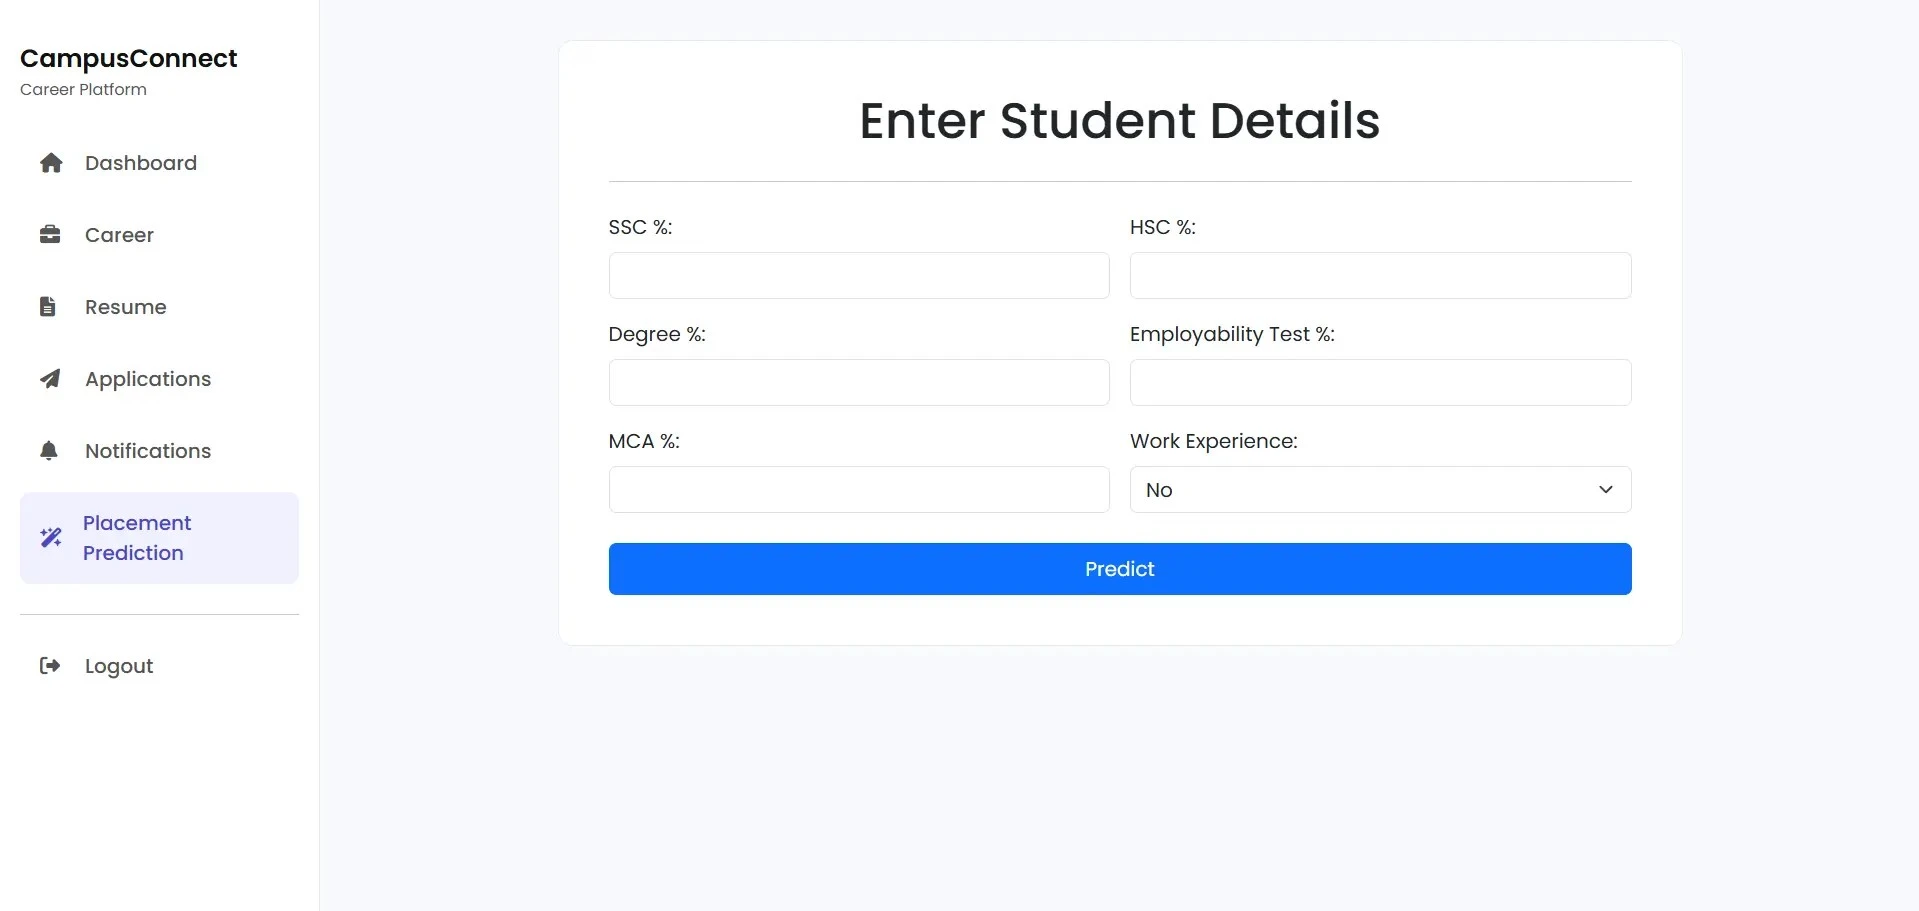 CampusConnect
Career Platform
Dashboard
Career
Resume
Applications
Notifications
Placement
Prediction
Logout
Enter Student Details
SSC %:
HSC %:
Degree %:
Employability Test %:
MCA %:
Work Experience:
No
Predict